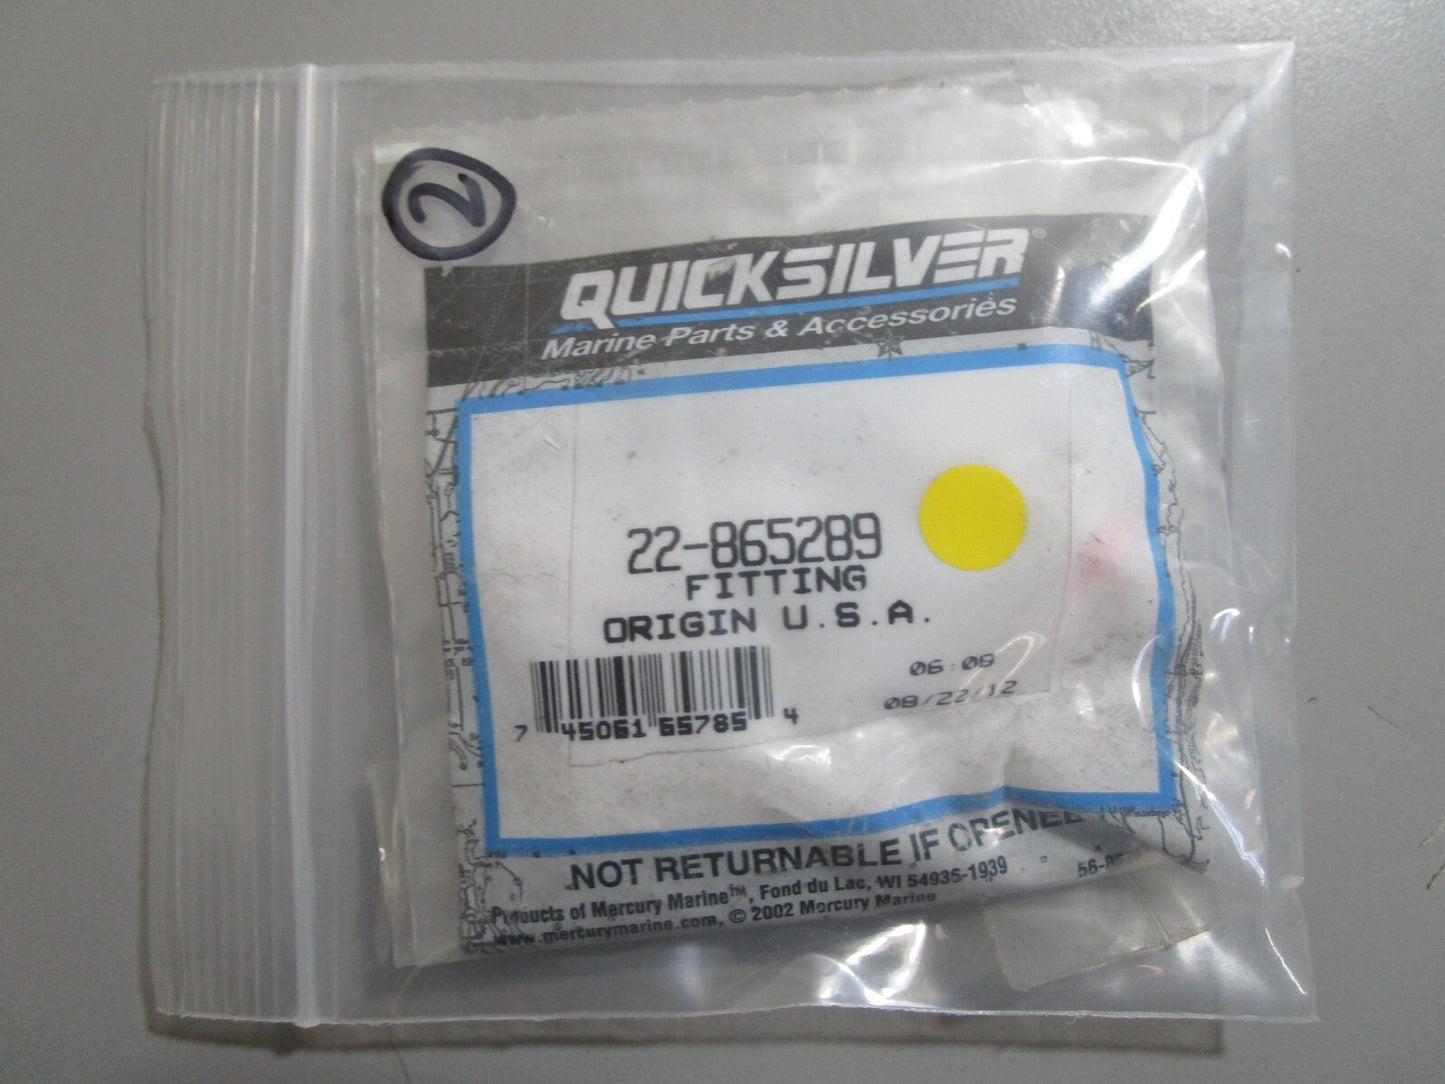 2
QUICKSILVER®
Marine Parts & Accessories
22-865289
FITTING
ORIGIN U.S.A.
06:08
08/22/12
7 45061 65785 4
NOT RETURNABLE IF OPENED
Products of Mercury Marine™, Fond du Lac, WI 54935-1939
www.mercurymarine.com, © 2002 Mercury Marine